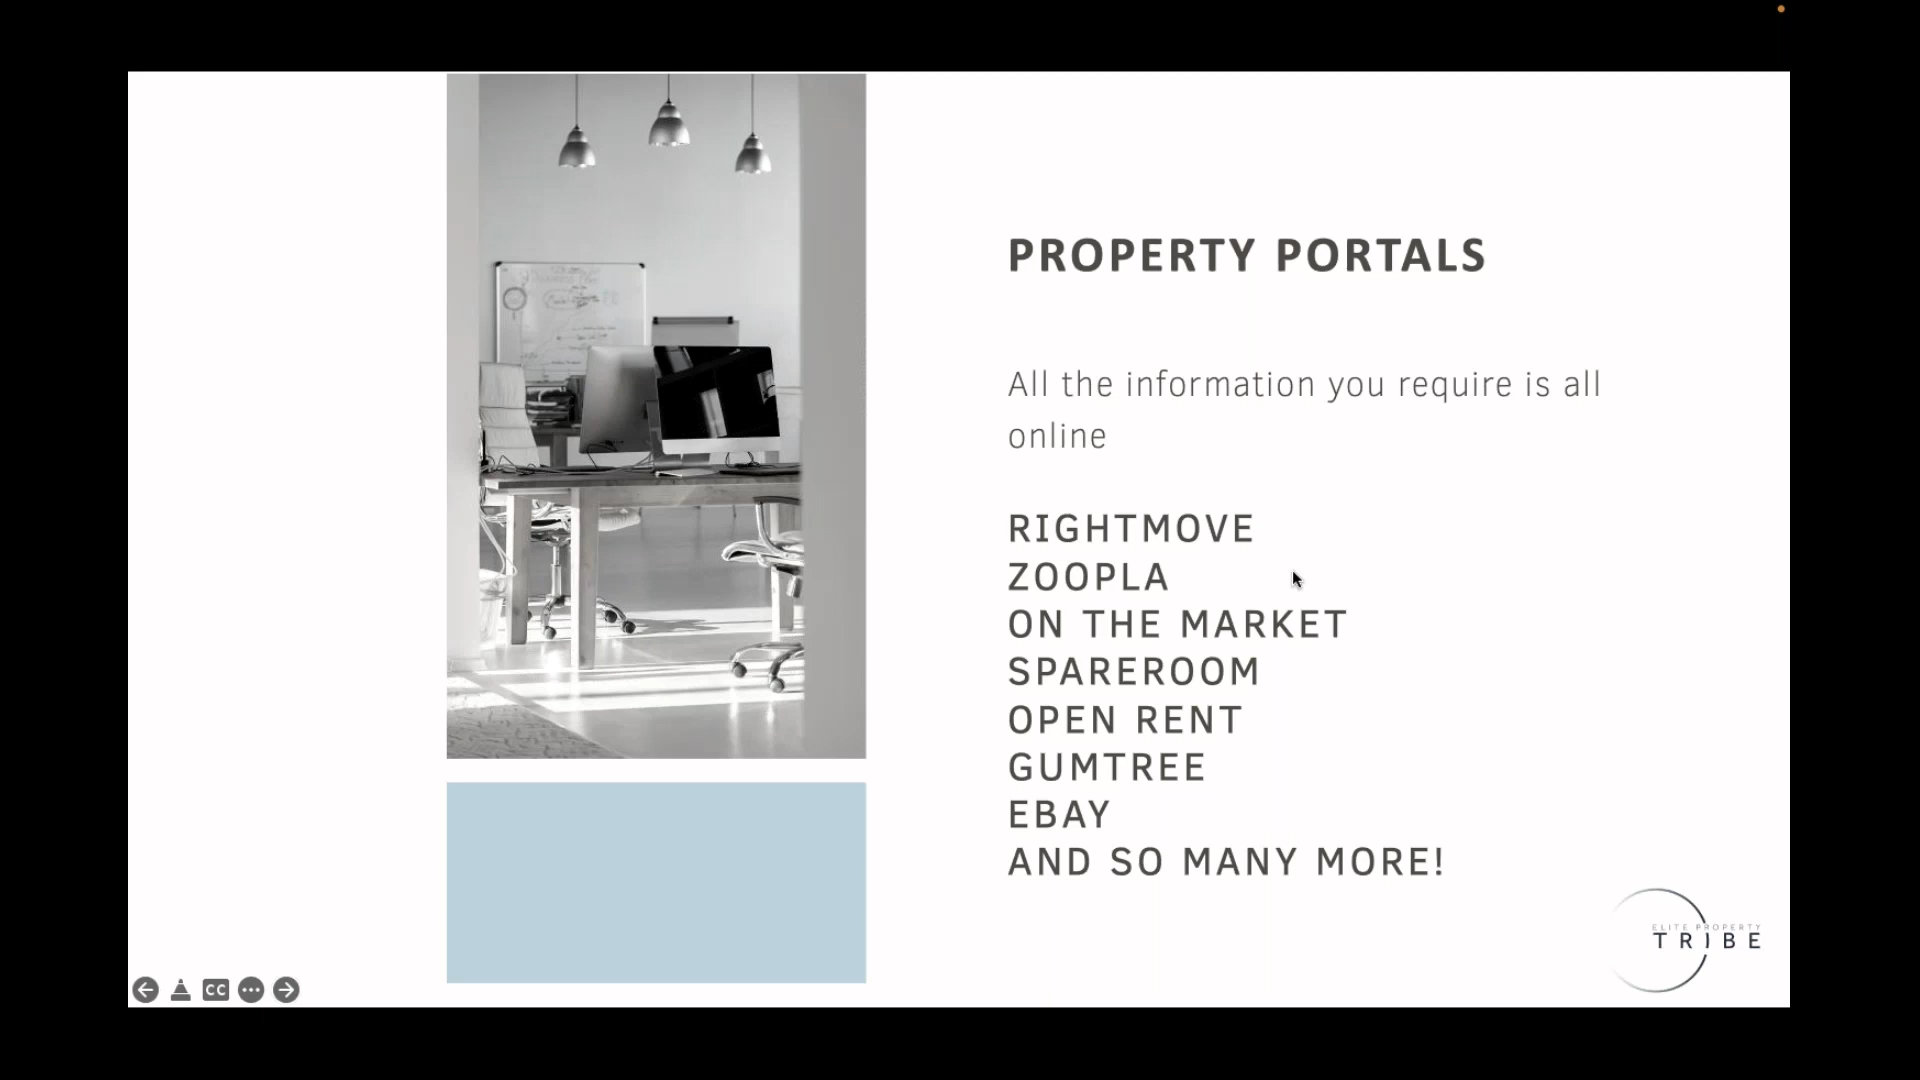 PROPERTY PORTALS
All the information you require is all
online
RIGHTMOVE
ZOOPLA
ON THE MARKET
SPAREROOM
OPEN RENT
GUMTREE
EBAY
AND SO MANY MORE!
ELITE PROPERTY
TRIBE
CC